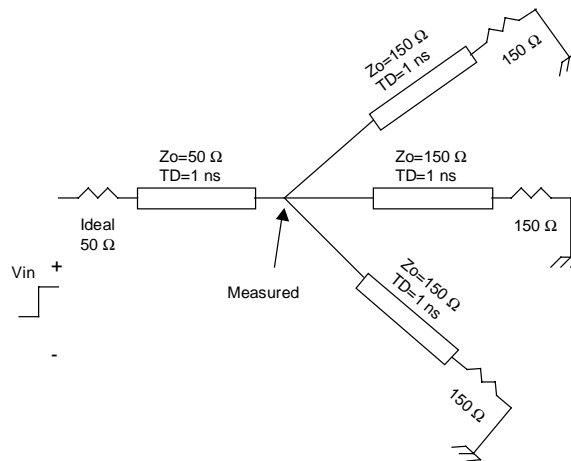 Zo=150 Ω
TD=1 ns
150 Ω
Zo=50 Ω
TD=1 ns
Zo=150 Ω
TD=1 ns
Ideal
50 Ω
150 Ω
Vin
+
-
Measured
Zo=150 Ω
TD=1 ns
150 Ω